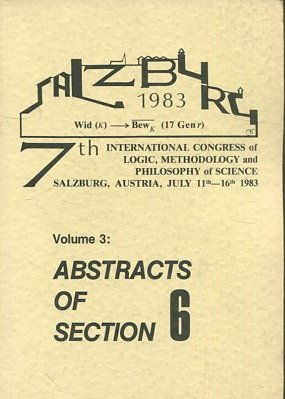 SALZBURG
1983
Wid (κ) ⟶ B̅e̅w̅κ (17 Gen r)
7th INTERNATIONAL CONGRESS of
LOGIC, METHODOLOGY and
PHILOSOPHY of SCIENCE
SALZBURG, AUSTRIA, JULY 11th—16th 1983
Volume 3:
ABSTRACTS
OF
SECTION 6